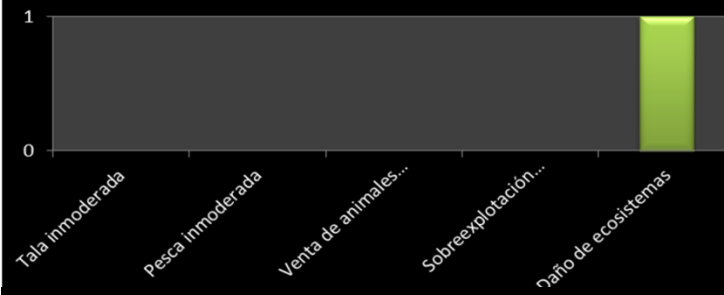 1
0
Tala inmoderada
Pesca inmoderada
Venta de animales...
Sobreexplotación...
Daño de ecosistemas